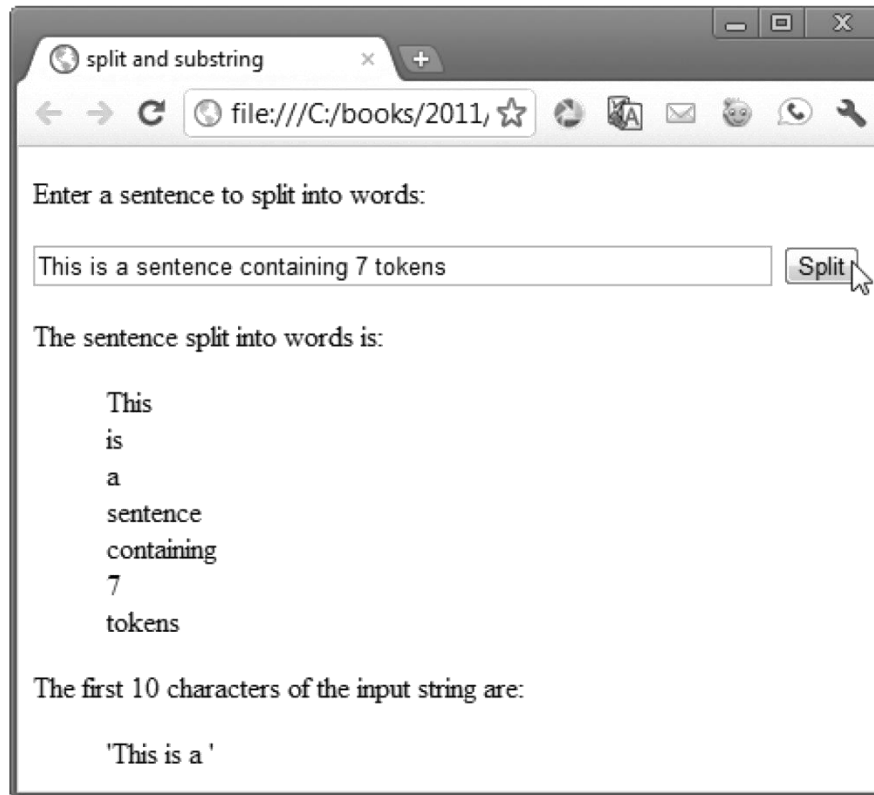 split and substring
file:///C:/books/2011,
Enter a sentence to split into words:
This is a sentence containing 7 tokens
Split
The sentence split into words is:
This
is
a
sentence
containing
7
tokens
The first 10 characters of the input string are:
'This is a '